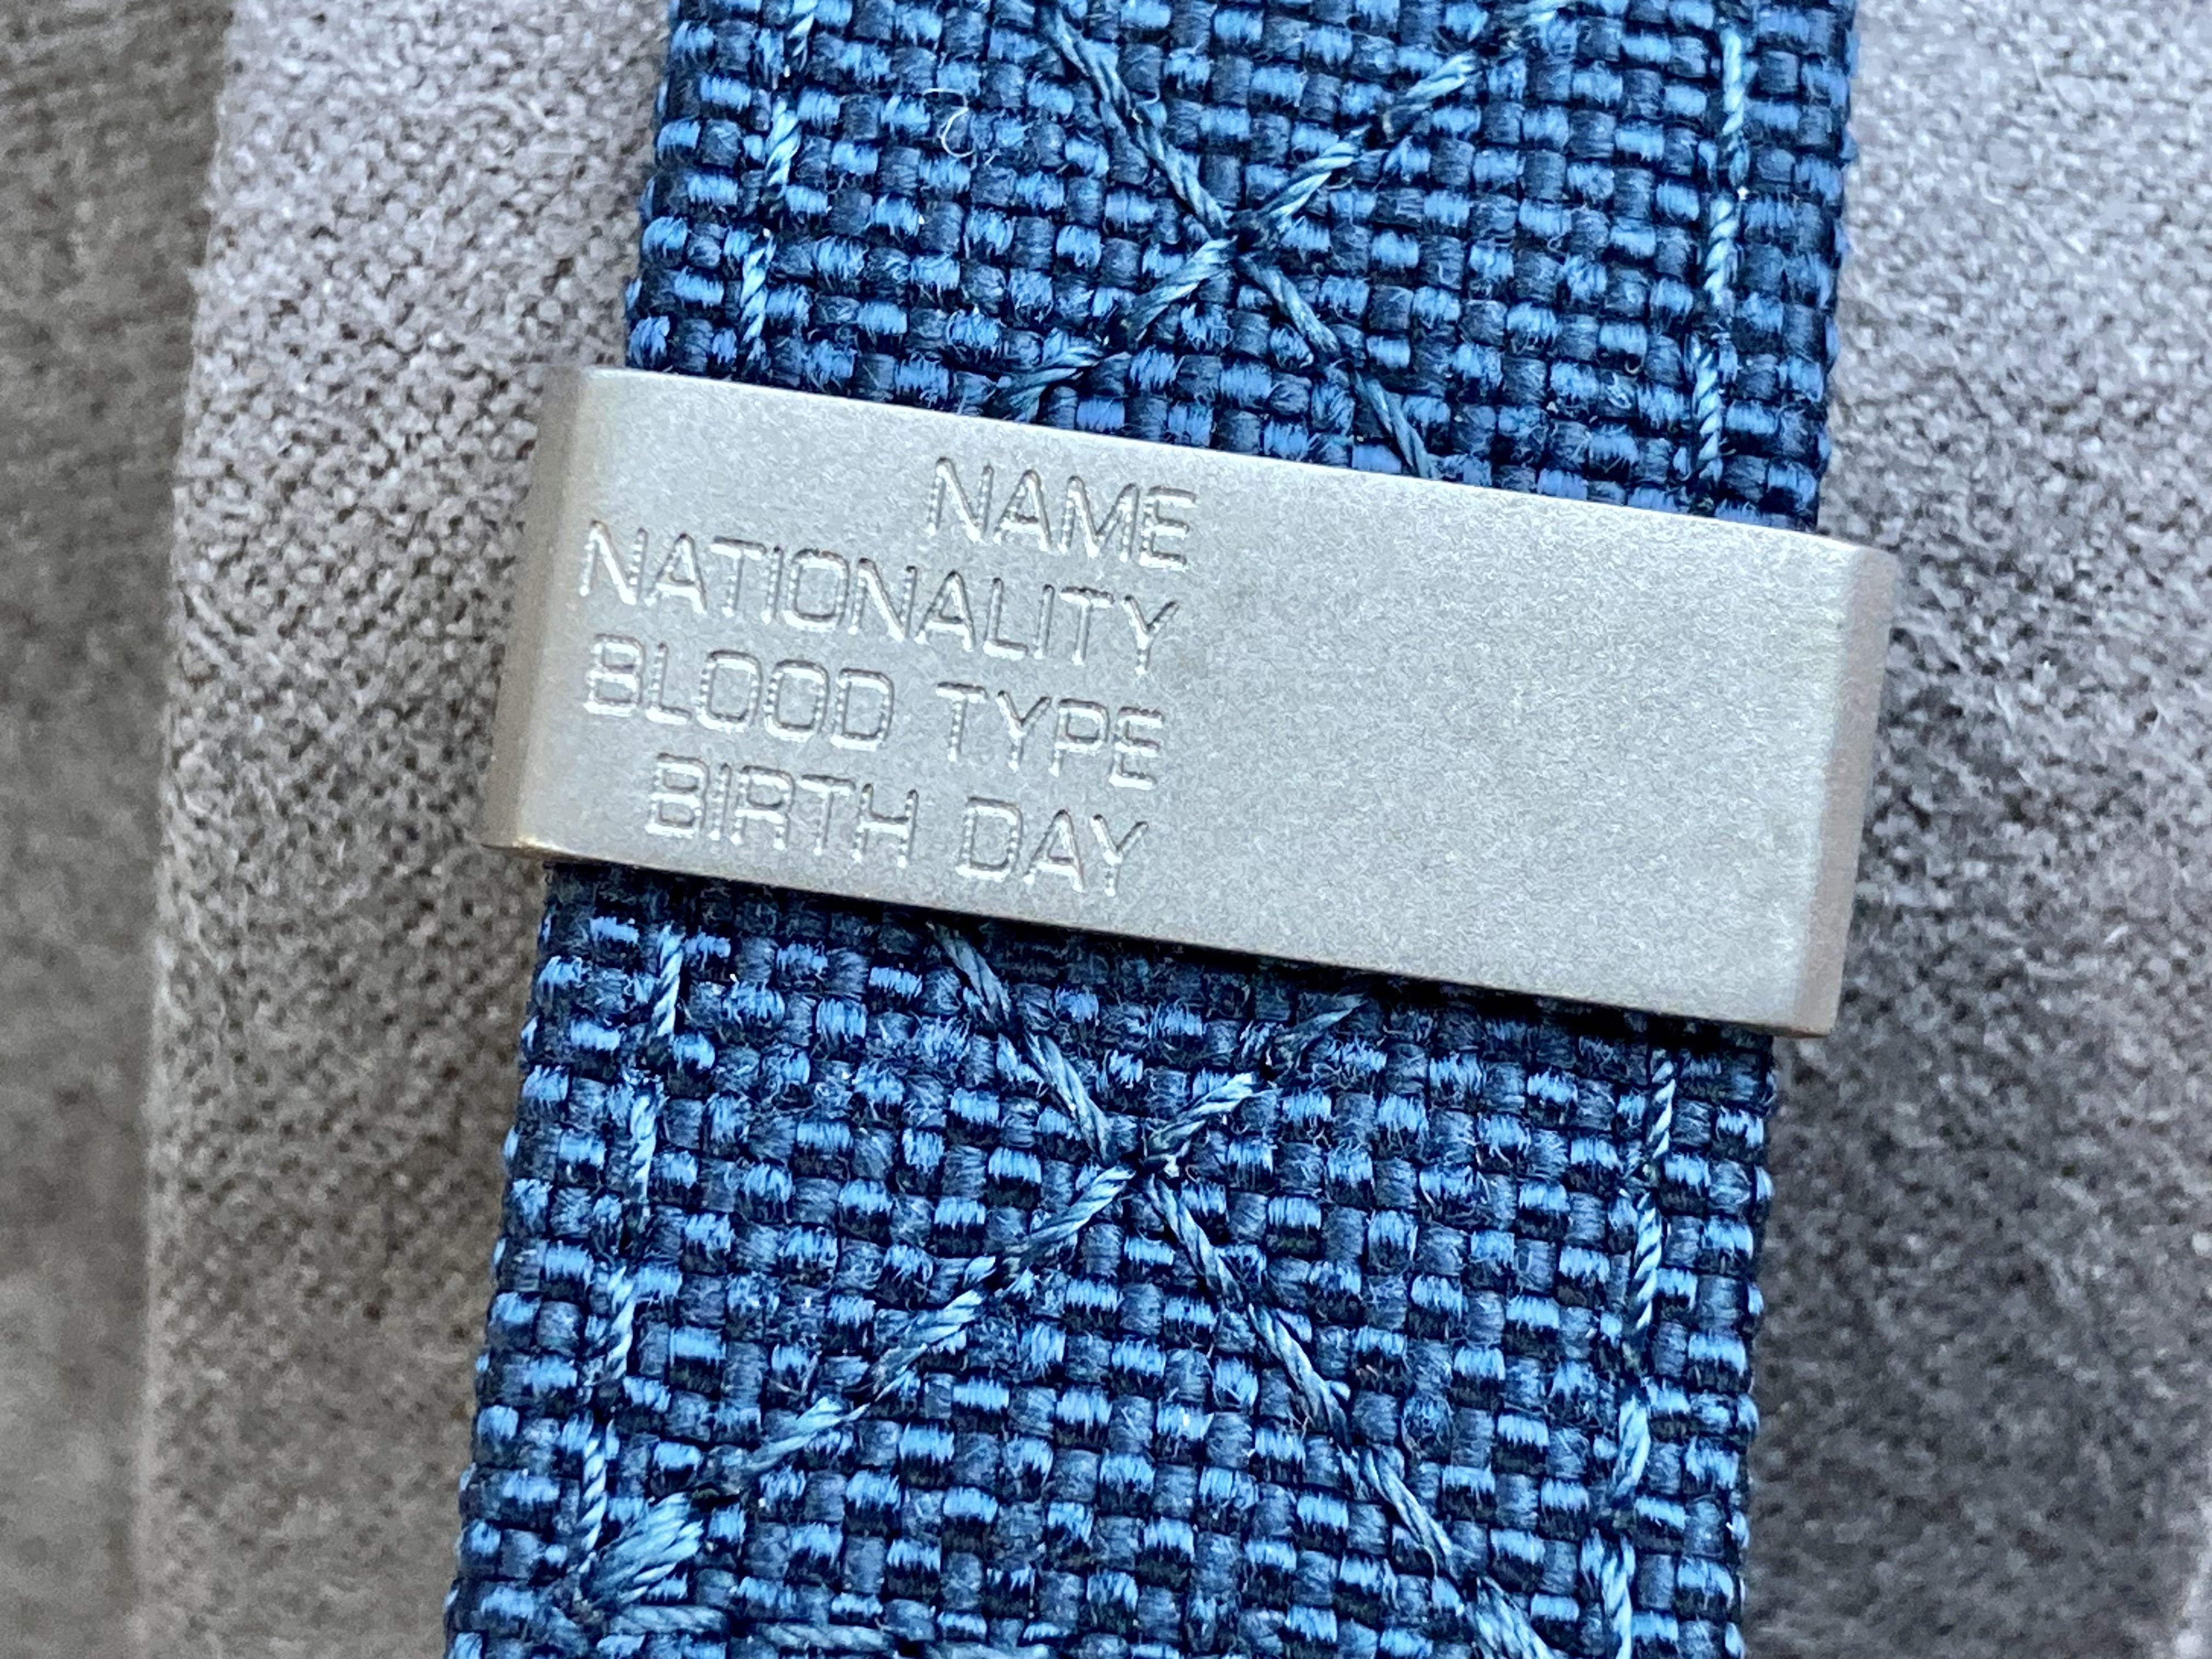 NAME
NATIONALITY
BLOOD TYPE
BIRTH DAY